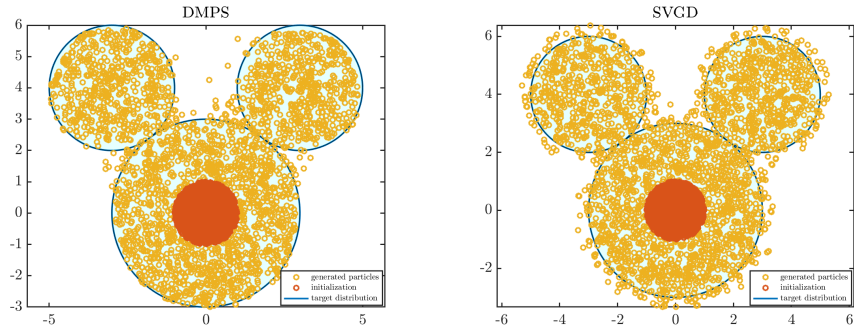 DMPS
6
5
4
3
2
1
0
-1
-2
-3
-5 0 5
generated particles
initialization
target distribution
SVGD
6
4
2
0
-2
-6 -4 -2 0 2 4 6
generated particles
initialization
target distribution